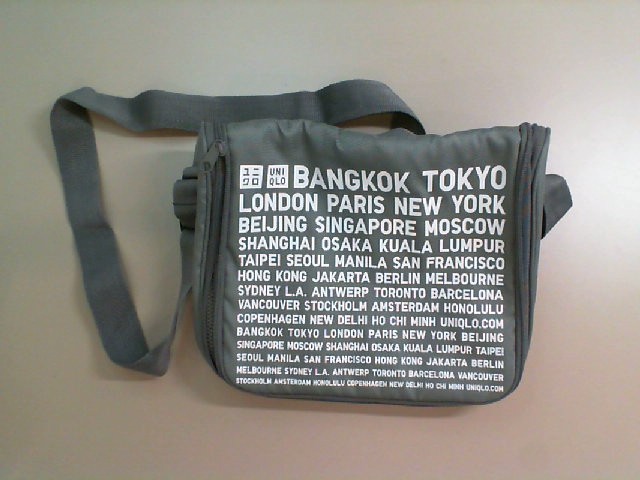 ユニクロ UNIQLO BANGKOK TOKYO
LONDON PARIS NEW YORK
BEIJING SINGAPORE MOSCOW
SHANGHAI OSAKA KUALA LUMPUR
TAIPEI SEOUL MANILA SAN FRANCISCO
HONG KONG JAKARTA BERLIN MELBOURNE
SYDNEY L.A. ANTWERP TORONTO BARCELONA
VANCOUVER STOCKHOLM AMSTERDAM HONOLULU
COPENHAGEN NEW DELHI HO CHI MINH UNIQLO.COM
BANGKOK TOKYO LONDON PARIS NEW YORK BEIJING
SINGAPORE MOSCOW SHANGHAI OSAKA KUALA LUMPUR TAIPEI
SEOUL MANILA SAN FRANCISCO HONG KONG JAKARTA BERLIN
MELBOURNE SYDNEY L.A. ANTWERP TORONTO BARCELONA VANCOUVER
STOCKHOLM AMSTERDAM HONOLULU COPENHAGEN NEW DELHI HO CHI MINH UNIQLO.COM